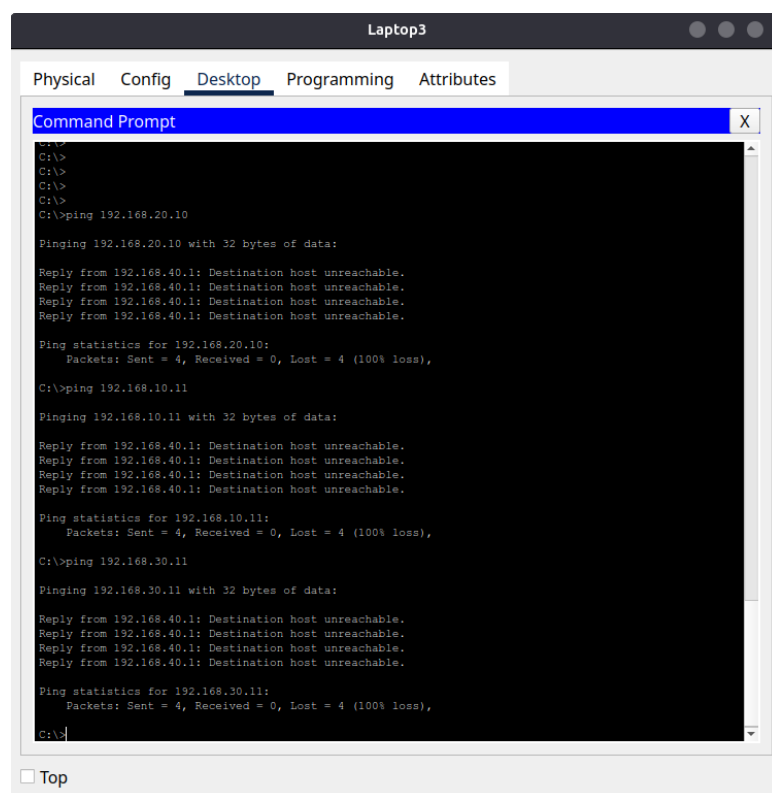 Laptop3
Physical Config Desktop Programming Attributes
Command Prompt
X
C:\>
C:\>
C:\>
C:\>
C:\>
C:\>ping 192.168.20.10
Pinging 192.168.20.10 with 32 bytes of data:
Reply from 192.168.40.1: Destination host unreachable.
Reply from 192.168.40.1: Destination host unreachable.
Reply from 192.168.40.1: Destination host unreachable.
Reply from 192.168.40.1: Destination host unreachable.
Ping statistics for 192.168.20.10:
Packets: Sent = 4, Received = 0, Lost = 4 (100% loss),
C:\>ping 192.168.10.11
Pinging 192.168.10.11 with 32 bytes of data:
Reply from 192.168.40.1: Destination host unreachable.
Reply from 192.168.40.1: Destination host unreachable.
Reply from 192.168.40.1: Destination host unreachable.
Reply from 192.168.40.1: Destination host unreachable.
Ping statistics for 192.168.10.11:
Packets: Sent = 4, Received = 0, Lost = 4 (100% loss),
C:\>ping 192.168.30.11
Pinging 192.168.30.11 with 32 bytes of data:
Reply from 192.168.40.1: Destination host unreachable.
Reply from 192.168.40.1: Destination host unreachable.
Reply from 192.168.40.1: Destination host unreachable.
Reply from 192.168.40.1: Destination host unreachable.
Ping statistics for 192.168.30.11:
Packets: Sent = 4, Received = 0, Lost = 4 (100% loss),
C:\>
Top